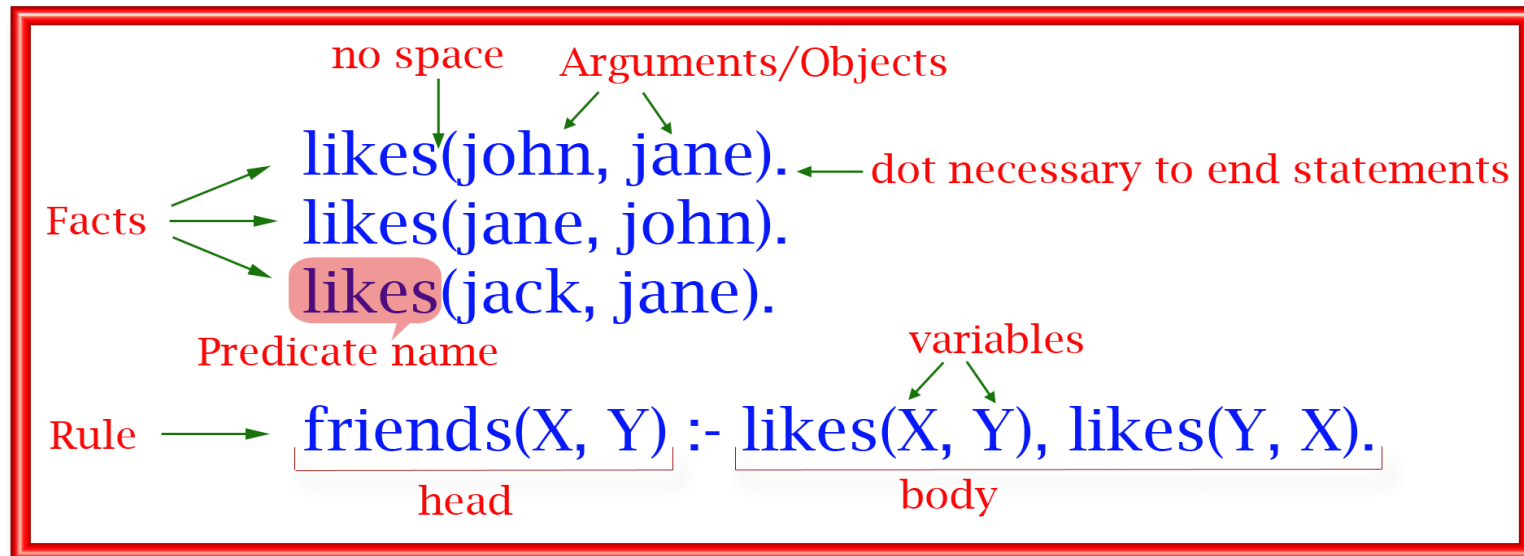 no space Arguments/Objects
likes(john, jane). dot necessary to end statements
Facts likes(jane, john).
likes(jack, jane).
Predicate name
variables
Rule friends(X, Y) :- likes(X, Y), likes(Y, X).
head body